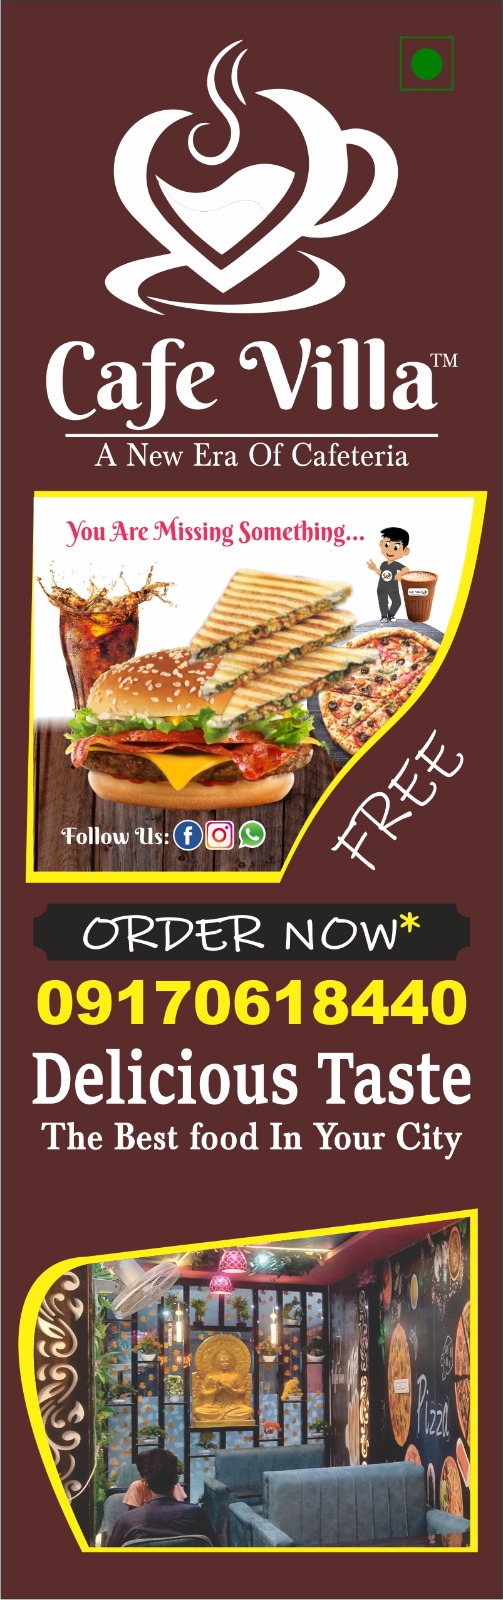 Cafe Villa™
A New Era Of Cafeteria
You Are Missing Something...
Follow Us:
FREE
ORDER NOW*
09170618440
Delicious Taste
The Best food In Your City
Pizza